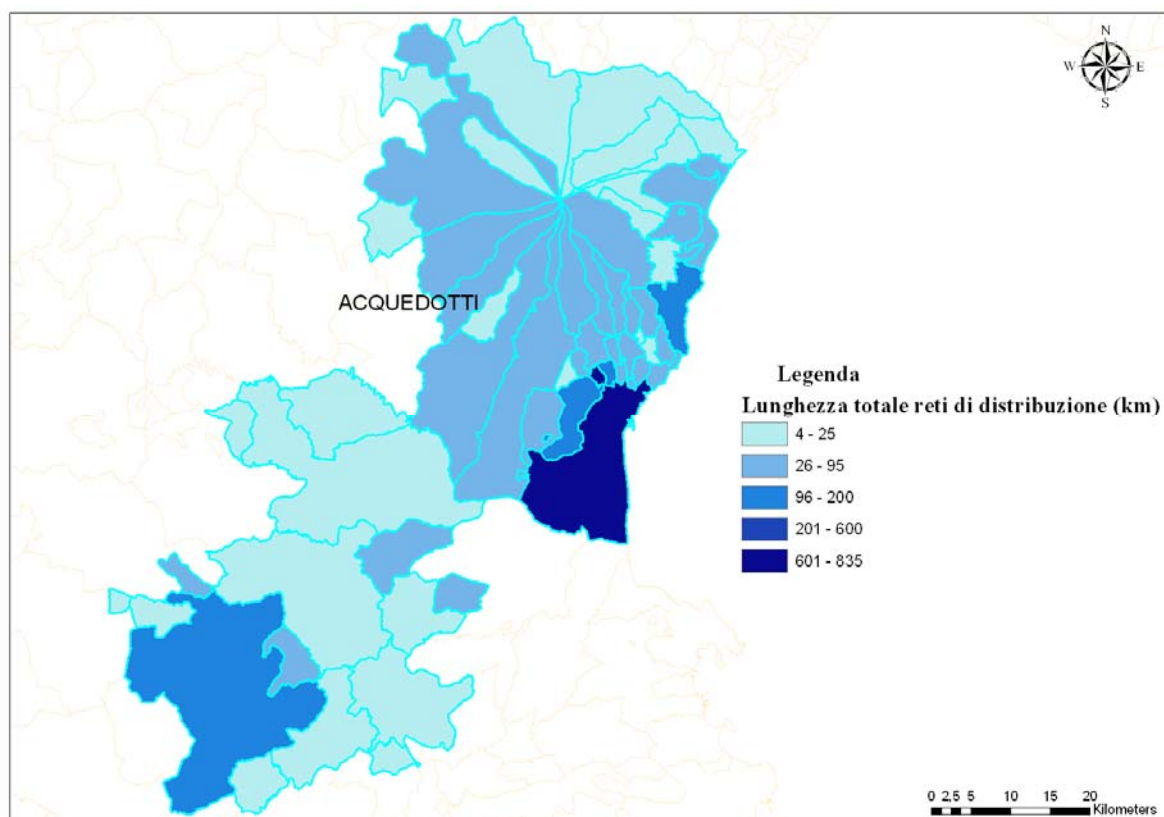 N
W E
S
ACQUEDOTTI
Legenda
Lunghezza totale reti di distribuzione (km)
4 - 25
26 - 95
96 - 200
201 - 600
601 - 835
0 2,5 5 10 15 20
Kilometers